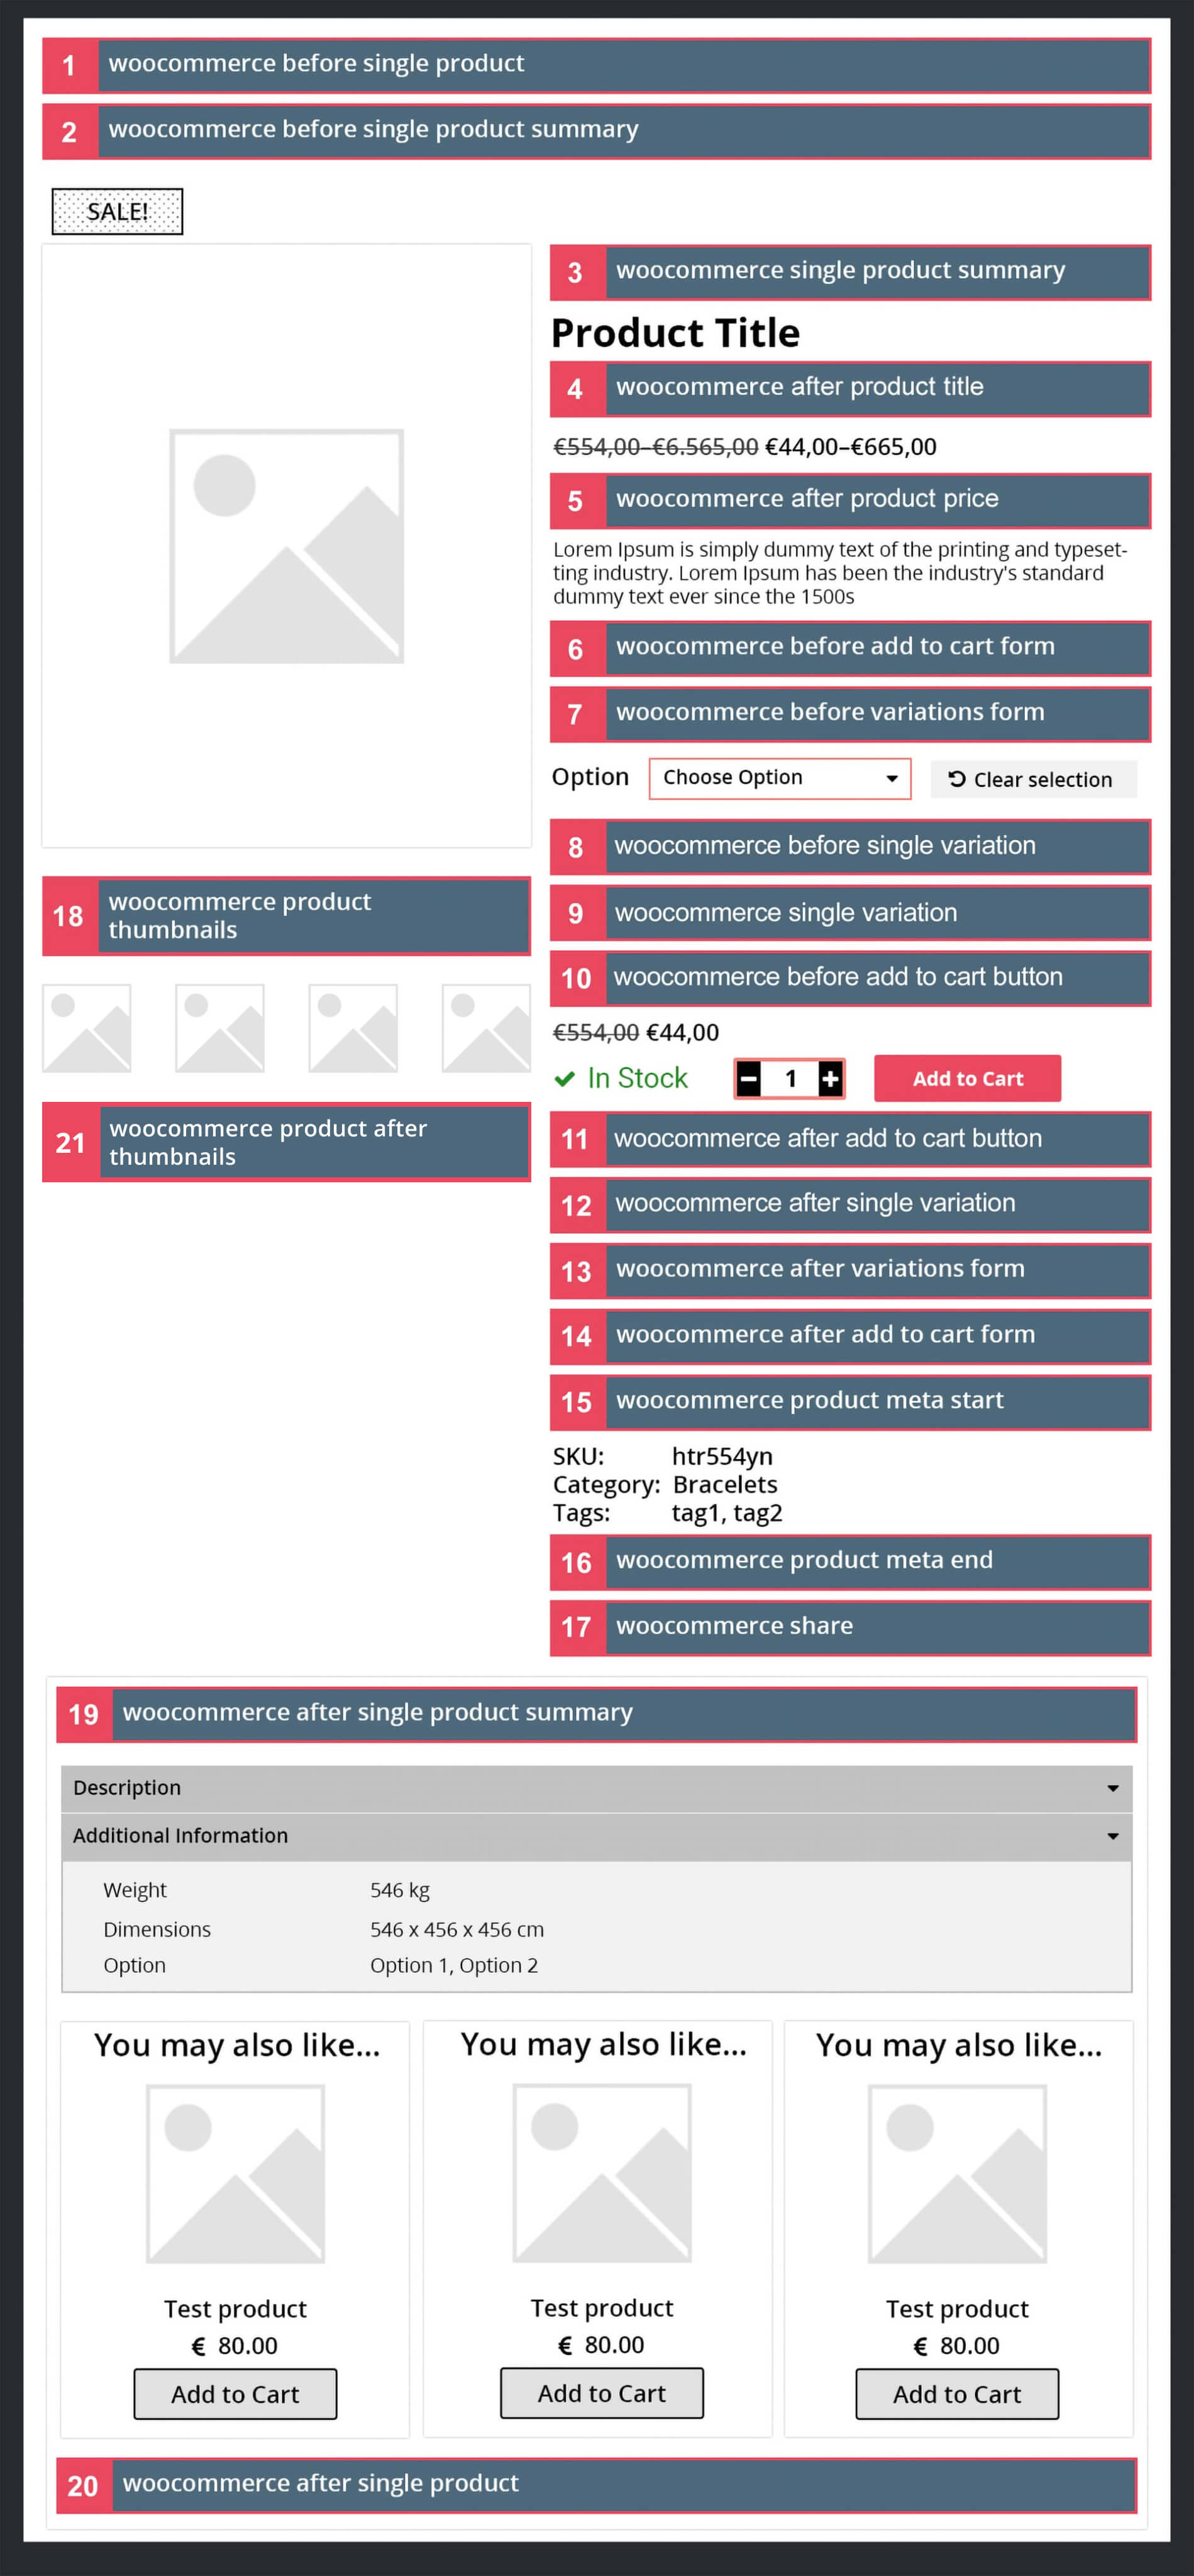 1 woocommerce before single product
2 woocommerce before single product summary
SALE!
3 woocommerce single product summary
Product Title
4 woocommerce after product title
€554,00–€6.565,00 €44,00–€665,00
5 woocommerce after product price
Lorem Ipsum is simply dummy text of the printing and typeset-
ting industry. Lorem Ipsum has been the industry's standard
dummy text ever since the 1500s
6 woocommerce before add to cart form
7 woocommerce before variations form
Option Choose Option Clear selection
8 woocommerce before single variation
9 woocommerce single variation
10 woocommerce before add to cart button
€554,00 €44,00
In Stock 1 Add to Cart
11 woocommerce after add to cart button
12 woocommerce after single variation
13 woocommerce after variations form
14 woocommerce after add to cart form
15 woocommerce product meta start
SKU: htr554yn
Category: Bracelets
Tags: tag1, tag2
16 woocommerce product meta end
17 woocommerce share
18 woocommerce product
thumbnails
21 woocommerce product after
thumbnails
19 woocommerce after single product summary
Description
Additional Information
Weight 546 kg
Dimensions 546 x 456 x 456 cm
Option Option 1, Option 2
You may also like...
Test product
€ 80.00
Add to Cart
You may also like...
Test product
€ 80.00
Add to Cart
You may also like...
Test product
€ 80.00
Add to Cart
20 woocommerce after single product